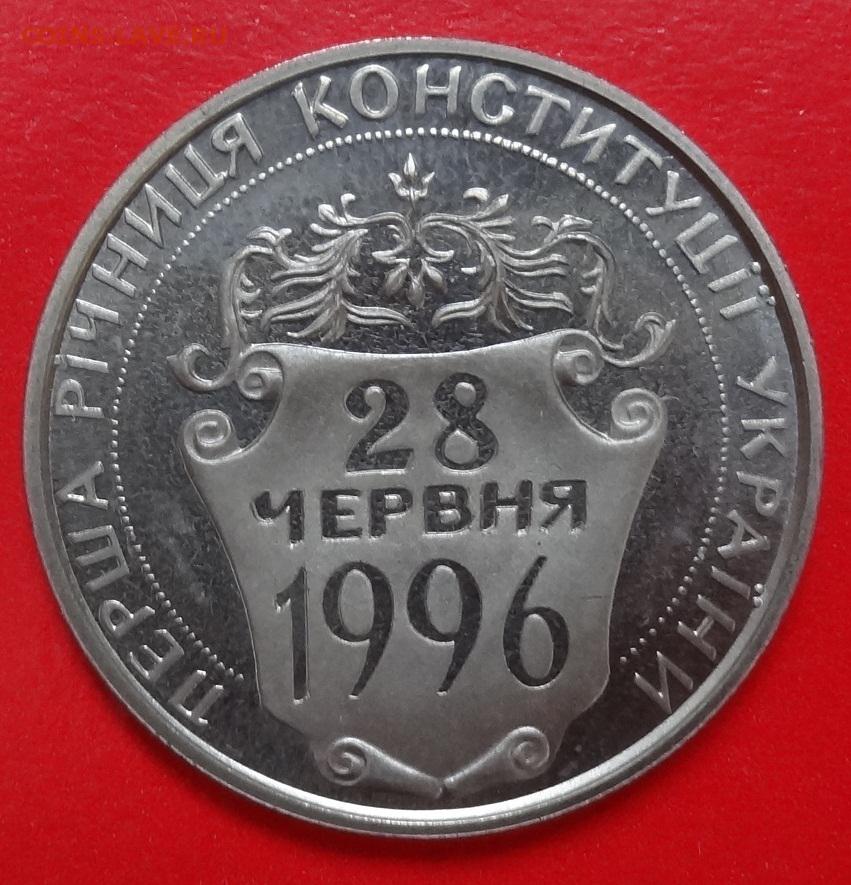 COINS.LAVE.RU
ПЕРША РІЧНИЦЯ КОНСТИТУЦІЇ УКРАЇНИ
28
ЧЕРВНЯ
1996